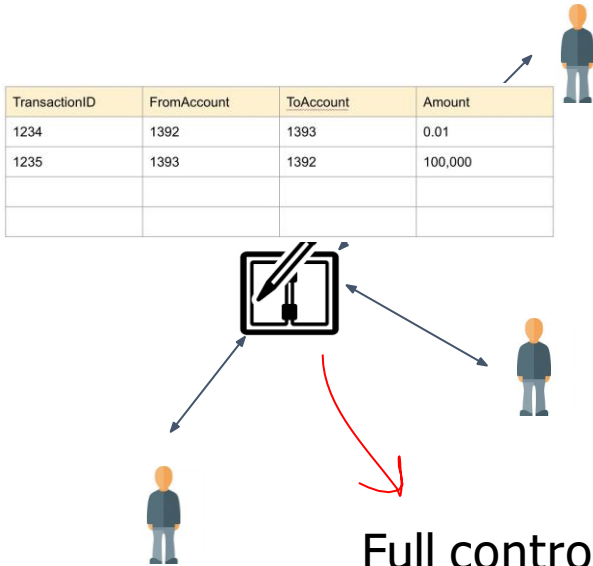 TransactionID FromAccount ToAccount Amount
1234 1392 1393 0.01
1235 1393 1392 100,000
Full contro